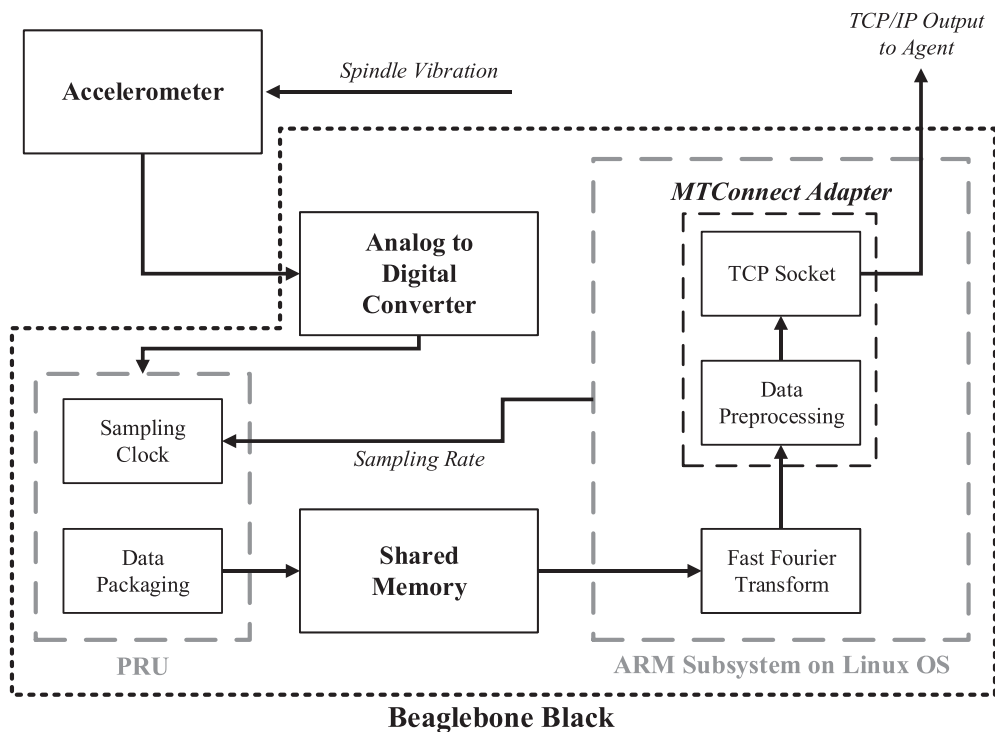 TCP/IP Output
to Agent
Spindle Vibration
Accelerometer
MTConnect Adapter
Analog to
Digital
Converter
TCP Socket
Data
Preprocessing
Sampling
Clock
Sampling Rate
Data
Packaging
Shared
Memory
Fast Fourier
Transform
PRU
ARM Subsystem on Linux OS
Beaglebone Black